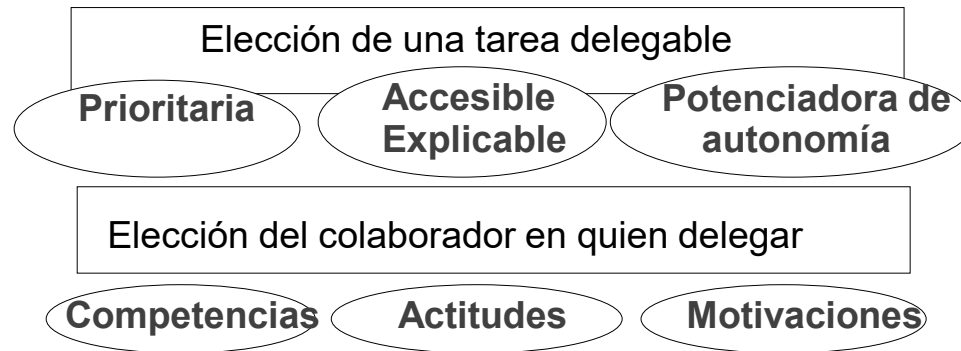 Elección de una tarea delegable
Prioritaria
Accesible
Explicable
Potenciadora de
autonomía
Elección del colaborador en quien delegar
Competencias
Actitudes
Motivaciones